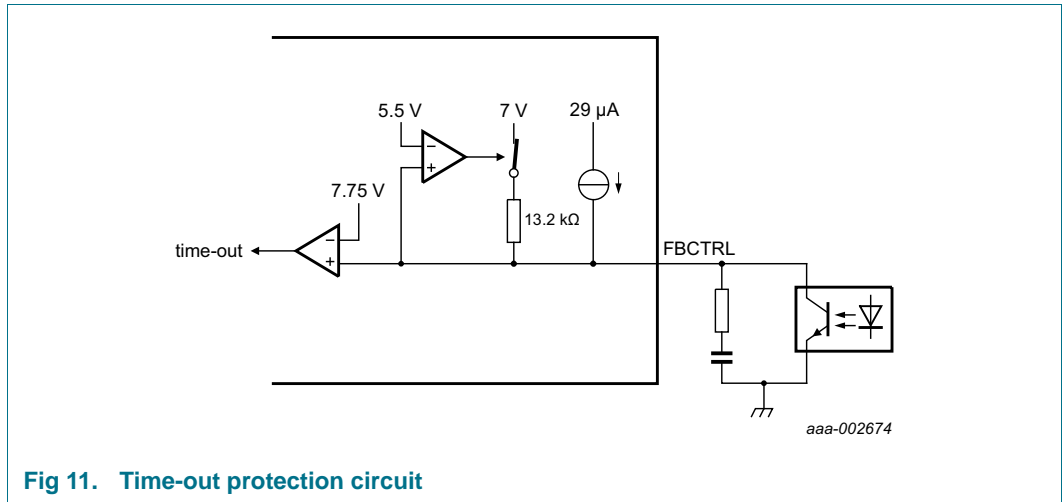 5.5 V
7 V
29 μA
−
+
7.75 V
13.2 kΩ
−
+
time-out
FBCTRL
aaa-002674
Fig 11. Time-out protection circuit